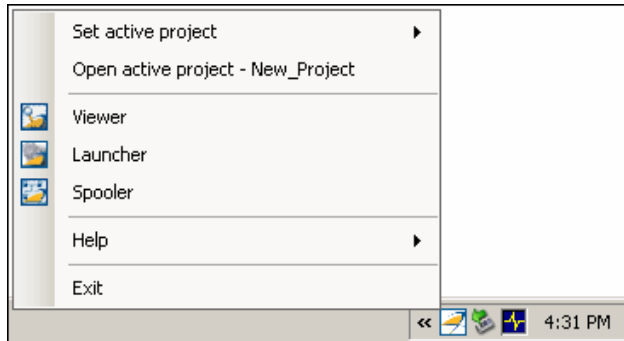 Set active project
Open active project - New_Project
Viewer
Launcher
Spooler
Help
Exit
« 4:31 PM